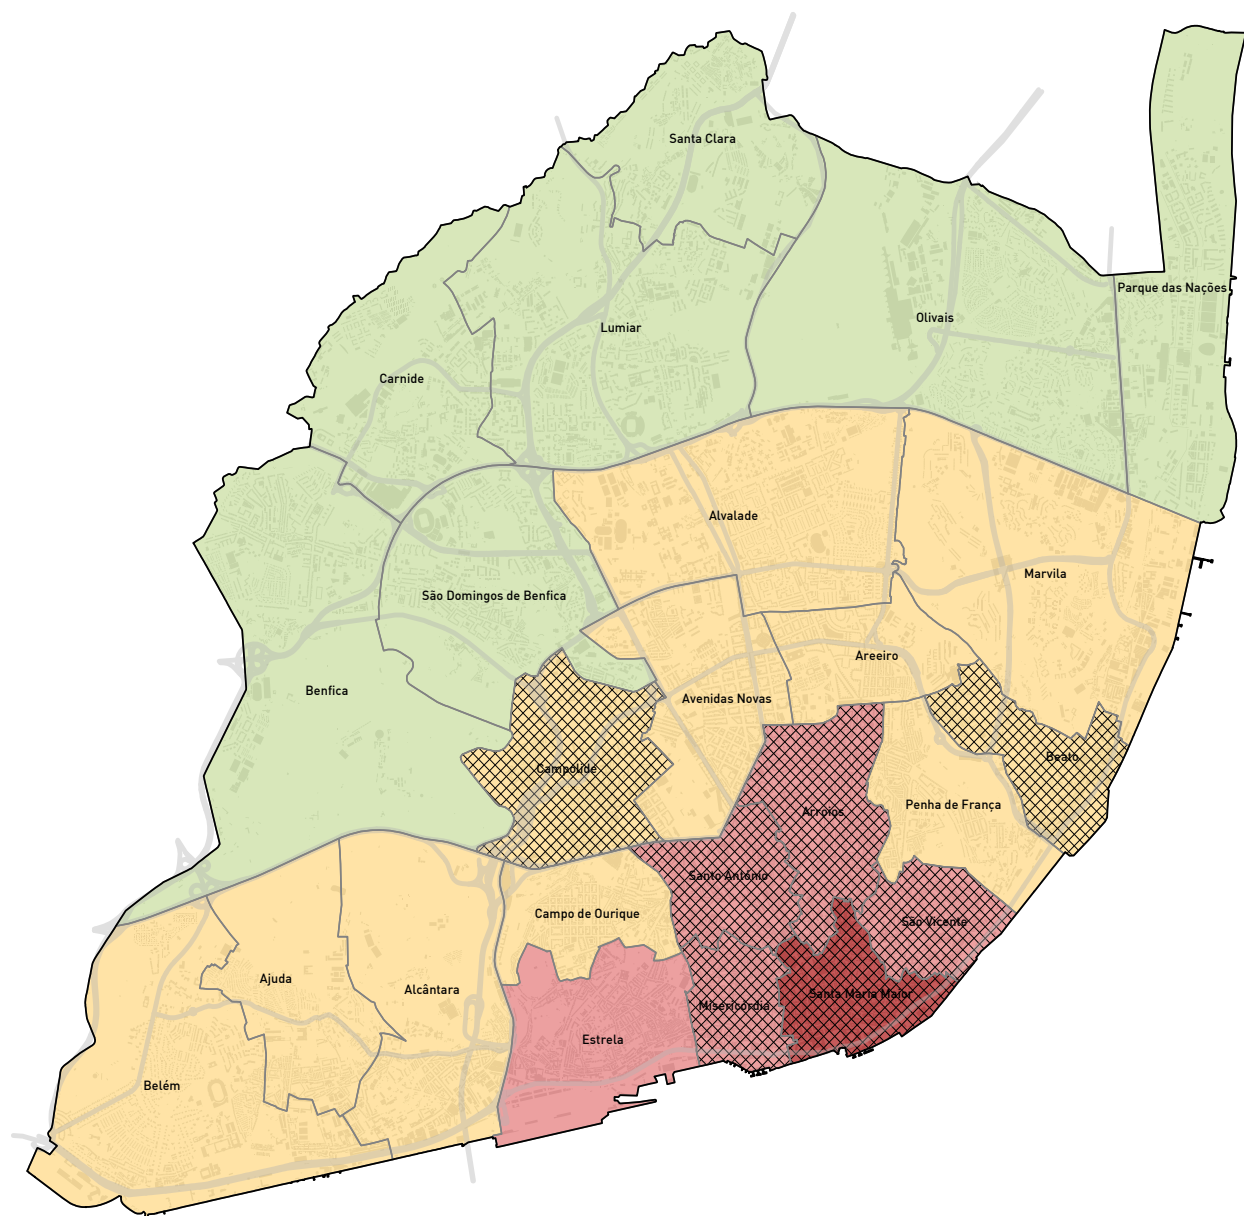 Santa Clara
Parque das Nações
Olivais
Lumiar
Carnide
Alvalade
Marvila
São Domingos de Benfica
Areeiro
Benfica
Avenidas Novas
Beato
Campolide
Penha de França
Arroios
Santo António
Campo de Ourique
São Vicente
Ajuda
Alcântara
Santa Maria Maior
Misericórdia
Estrela
Belém